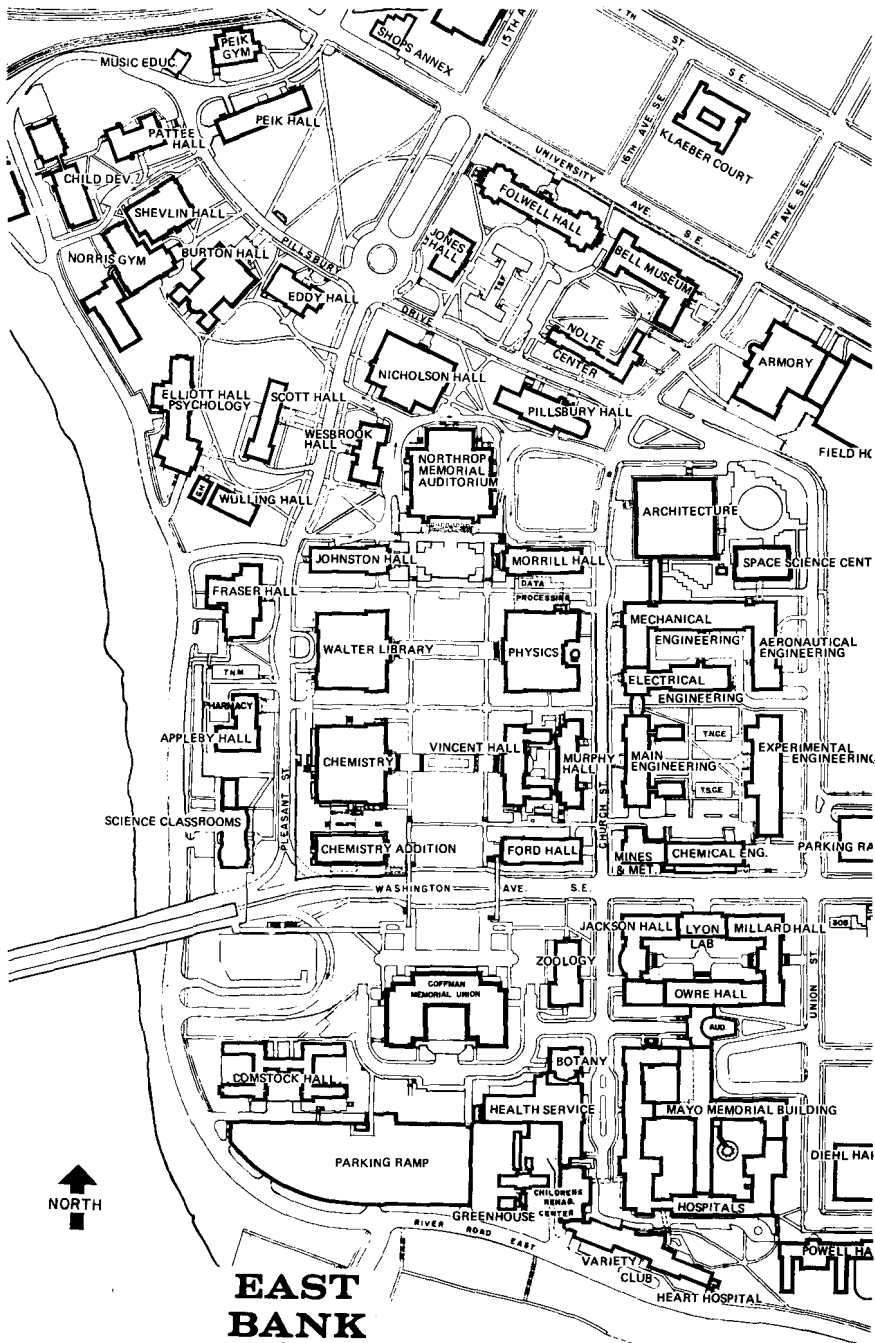 SHOPS
ANNEX
15TH A
17TH
ST.
S.E.
PEIK
GYM
MUSIC EDUC.
PEIK HALL
PATTEE
HALL
KLAEBER COURT
16TH AVE. S.E.
17TH AVE. S.E.
UNIVERSITY
AVE.
S.E.
CHILD DEV.
SHEVLIN HALL
FOLWELL HALL
NORRIS GYM
BURTON HALL
PILLSBURY
DRIVE
JONES
HALL
BELL MUSEUM
EDDY HALL
NOLTE
CENTER
ARMORY
NICHOLSON HALL
ELLIOTT HALL
PSYCHOLOGY
SCOTT HALL
PILLSBURY HALL
WESBROOK
HALL
FIELD HO
NORTHROP
MEMORIAL
AUDITORIUM
WULLING HALL
ARCHITECTURE
JOHNSTON HALL
MORRILL HALL
SPACE SCIENCE CENT
DATA
PROCESSING
FRASER HALL
MECHANICAL
ENGINEERING
AERONAUTICAL
ENGINEERING
WALTER LIBRARY
PHYSICS
T.N.M.
ELECTRICAL
ENGINEERING
PHARMACY
APPLEBY HALL
CHEMISTRY
VINCENT HALL
MURPHY
HALL
MAIN
ENGINEERING
T.N.C.E.
EXPERIMENTAL
ENGINEERING
T.S.C.E.
PLEASANT ST.
CHURCH ST.
SCIENCE CLASSROOMS
CHEMISTRY ADDITION
FORD HALL
MINES
& MET.
CHEMICAL ENG.
PARKING RA
WASHINGTON
AVE.
S.E.
JACKSON HALL
LYON
LAB
MILLARD HALL
UNION ST.
ZOOLOGY
COFFMAN
MEMORIAL UNION
OWRE HALL
AUD
BOTANY
COMSTOCK HALL
HEALTH SERVICE
MAYO MEMORIAL BUILDING
PARKING RAMP
DIEHL HAL
NORTH
CHILDRENS
REHAB.
CENTER
GREENHOUSE
HOSPITALS
RIVER ROAD EAST
VARIETY
CLUB
HEART HOSPITAL
POWELL HA
EAST
BANK